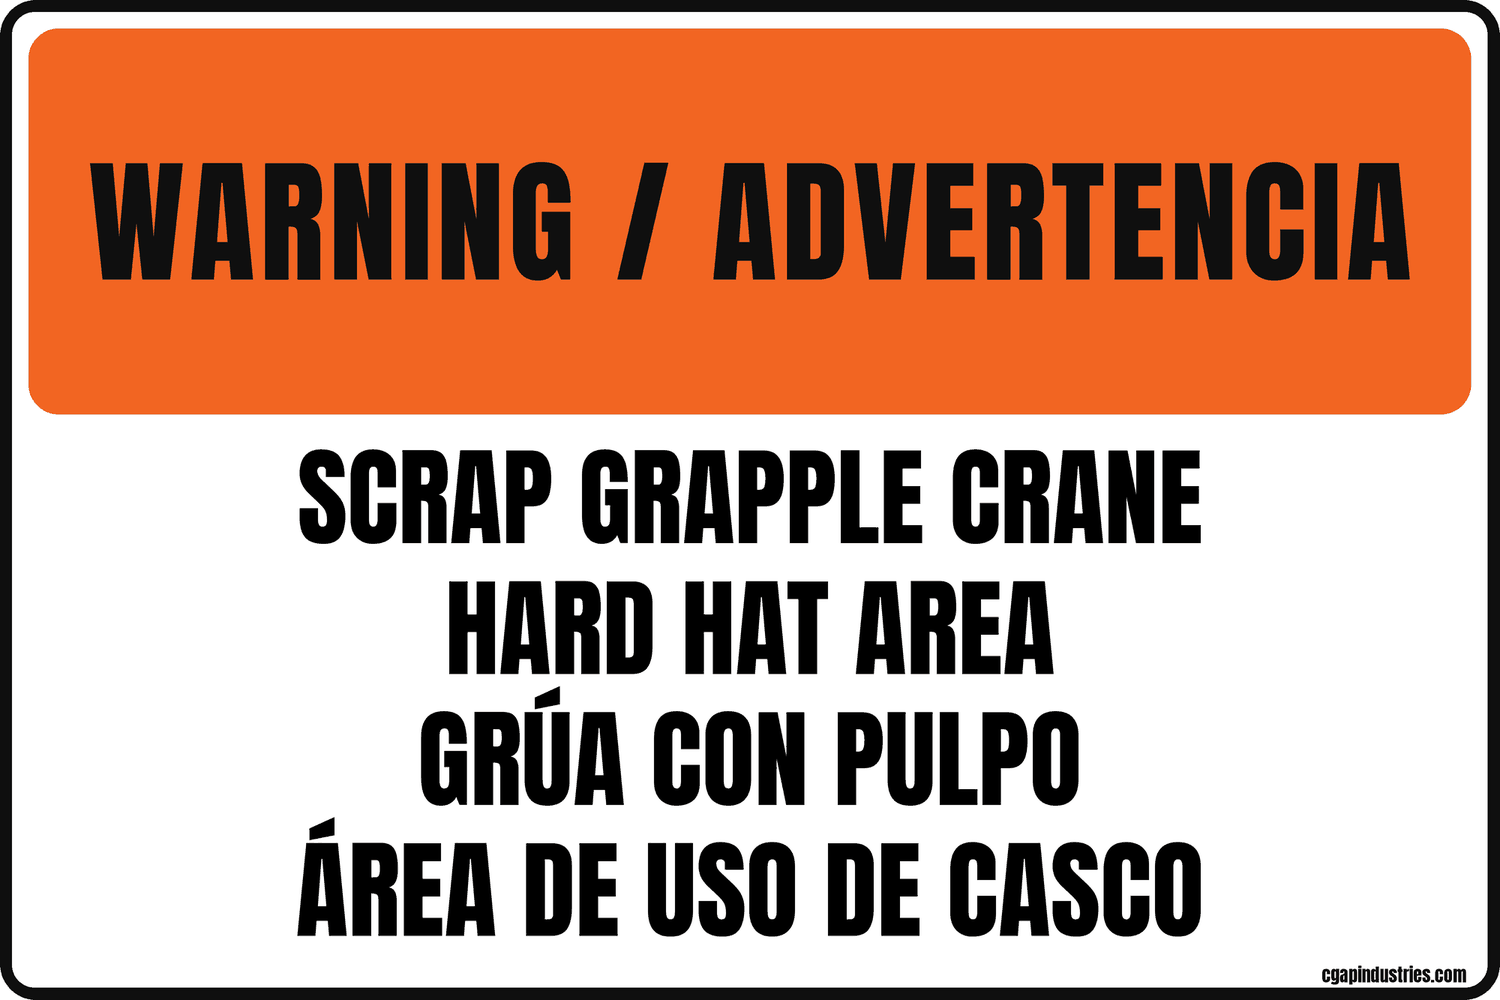 WARNING / ADVERTENCIA
SCRAP GRAPPLE CRANE
HARD HAT AREA
GRÚA CON PULPO
ÁREA DE USO DE CASCO
cgapindustries.com